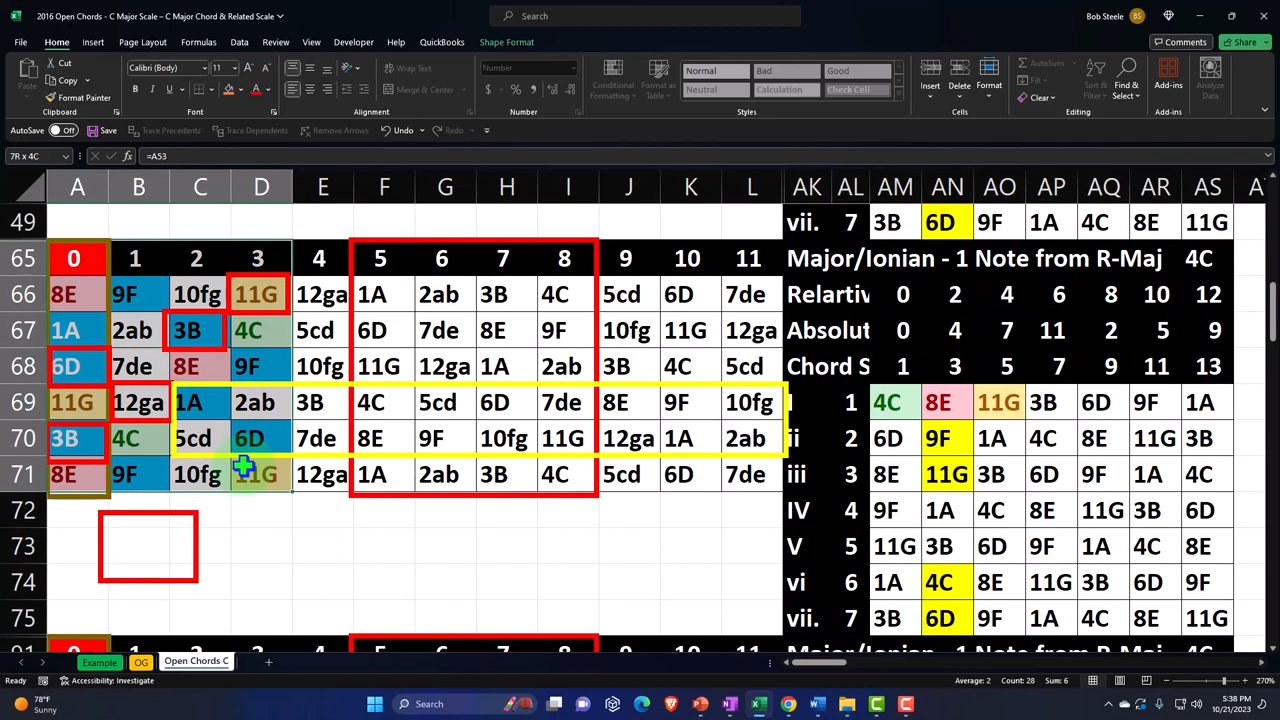 2016 Open Chords - C Major Scale – C Major Chord & Related Scale
Search
Bob Steele BS
File Home Insert Page Layout Formulas Data Review View Developer Help QuickBooks Shape Format
Comments Share
Paste Cut Copy Format Painter
Calibri (Body) 11
Wrap Text
Merge & Center
Number
Conditional Formatting Format as Table
Normal Bad Good
Neutral Calculation Check Cell
Insert Delete Format
AutoSum Clear
Sort & Filter Find & Select
Add-ins
Analyze Data
Clipboard Font Alignment Number Styles Cells Editing Add-ins
AutoSave Off Save Trace Precedents Trace Dependents Remove Arrows Undo Redo
7R x 4C fx =A53
A B C D E F G H I J K L AK AL AM AN AO AP AQ AR AS
49 vii. 7 3B 6D 9F 1A 4C 8E 11G
65 0 1 2 3 4 5 6 7 8 9 10 11 Major/Ionian - 1 Note from R-Maj 4C
66 8E 9F 10fg 11G 12ga 1A 2ab 3B 4C 5cd 6D 7de Relartiv 0 2 4 6 8 10 12
67 1A 2ab 3B 4C 5cd 6D 7de 8E 9F 10fg 11G 12ga Absolut 0 4 7 11 2 5 9
68 6D 7de 8E 9F 10fg 11G 12ga 1A 2ab 3B 4C 5cd Chord S 1 3 5 7 9 11 13
69 11G 12ga 1A 2ab 3B 4C 5cd 6D 7de 8E 9F 10fg I 1 4C 8E 11G 3B 6D 9F 1A
70 3B 4C 5cd 6D 7de 8E 9F 10fg 11G 12ga 1A 2ab ii 2 6D 9F 1A 4C 8E 11G 3B
71 8E 9F 10fg 11G 12ga 1A 2ab 3B 4C 5cd 6D 7de iii 3 8E 11G 3B 6D 9F 1A 4C
72 IV 4 9F 1A 4C 8E 11G 3B 6D
73 V 5 11G 3B 6D 9F 1A 4C 8E
74 vi 6 1A 4C 8E 11G 3B 6D 9F
75 vii. 7 3B 6D 9F 1A 4C 8E 11G
Example OG Open Chords C
Ready Accessibility: Investigate Average: 2 Count: 28 Sum: 6 270%
78°F
Sunny
Search
5:38 PM
10/21/2023